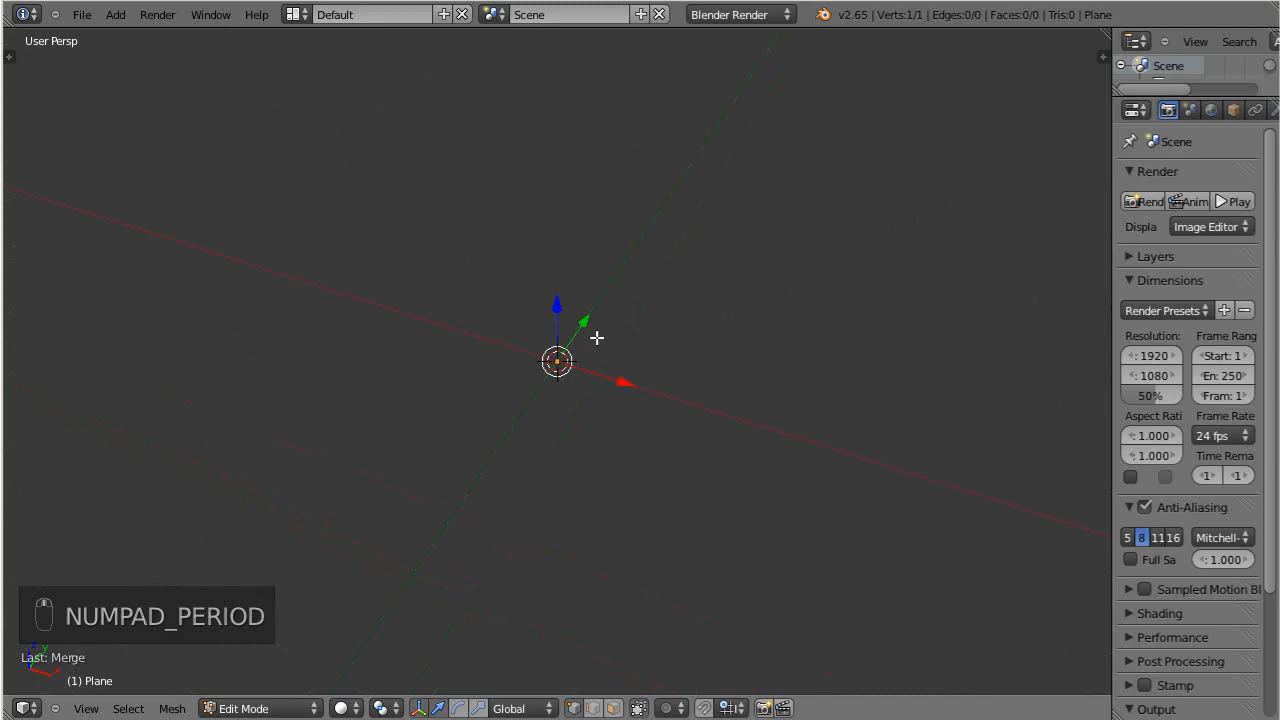 File Add Render Window Help Default Scene Blender Render v2.65 | Verts:1/1 | Edges:0/0 | Faces:0/0 | Tris:0 | Plane
User Persp
View Search
Scene
Scene
Render
Rend Anim Play
Displa Image Editor
Layers
Dimensions
Render Presets
Resolution: Frame Rang
: 1920 Start: 1
: 1080 En: 250
50% Fram: 1
Aspect Rati Frame Rate
: 1.000 24 fps
: 1.000 Time Rema
1 1
Anti-Aliasing
5 8 11 16 Mitchell-
Full Sa : 1.000
Sampled Motion Bl
Shading
Performance
Post Processing
Stamp
Output
NUMPAD_PERIOD
z y x
Last: Merge
(1) Plane
View Select Mesh Edit Mode Global